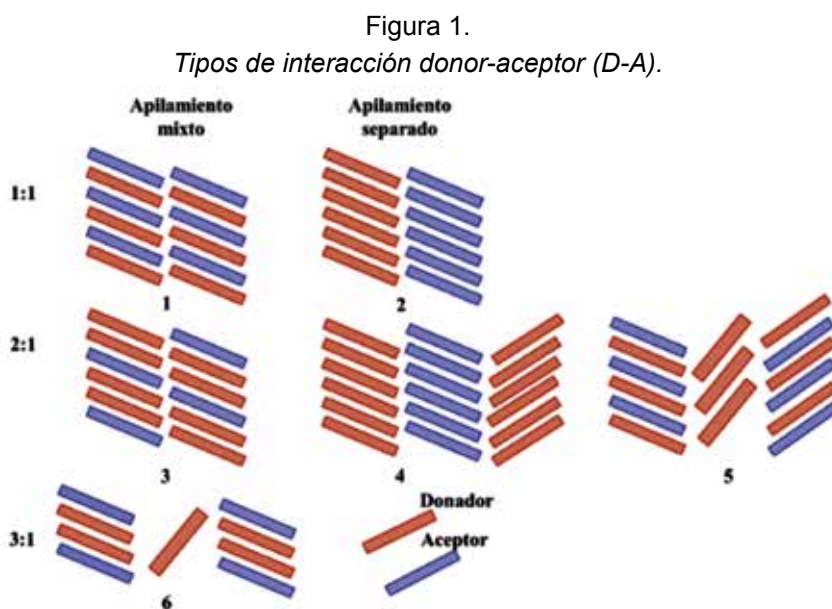 Figura 1.
Tipos de interacción donor-aceptor (D-A).
Apilamiento
mixto
Apilamiento
separado
1:1
1
2
2:1
3
4
5
3:1
Donador
Aceptor
6